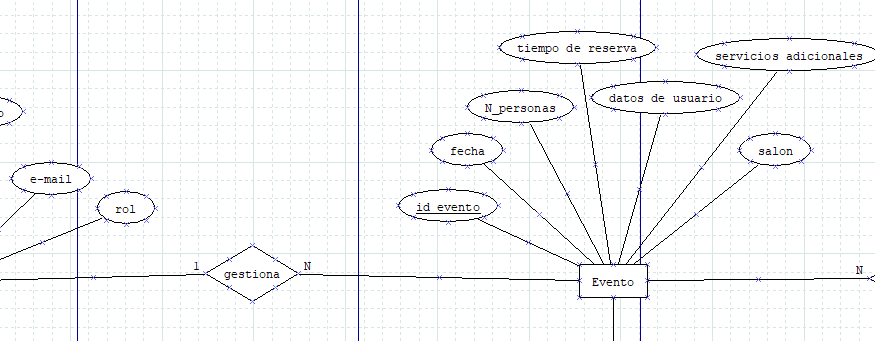 tiempo de reserva
servicios adicionales
N_personas
datos de usuario
o
fecha
salon
e-mail
rol
id evento
1
gestiona
N
Evento
N